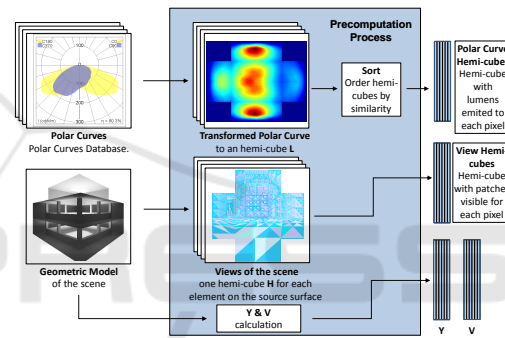 Precomputation
Process
Polar Curves
Polar Curves Database.
Transformed Polar Curve
to an hemi-cube L
Sort
Order hemi-
cubes by
similarity
Polar Curve
Hemi-cubes
Hemi-cube
with
lumens
emited to
each pixel
Geometric Model
of the scene
Views of the scene
one hemi-cube H for each
element on the source surface
View Hemi-
cubes
Hemi-cube
with patches
visible for
each pixel
Y & V
calculation
Y V